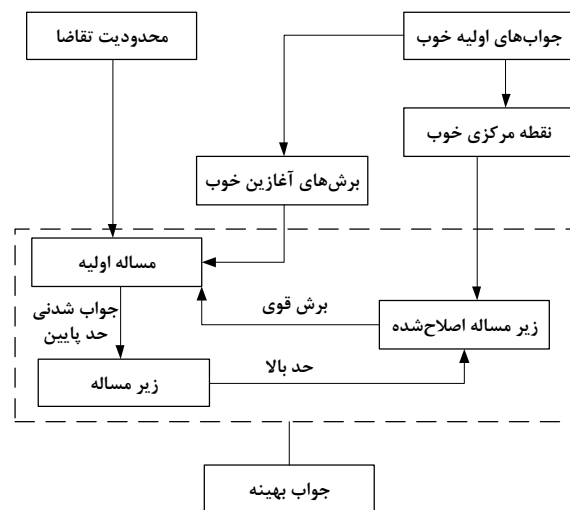 جواب‌های اولیه خوب
محدودیت تقاضا
نقطه مرکزی خوب
برش‌های آغازین خوب
مساله اولیه
برش قوی
زیر مساله اصلاح‌شده
جواب شدنی
حد پایین
حد بالا
زیر مساله
جواب بهینه